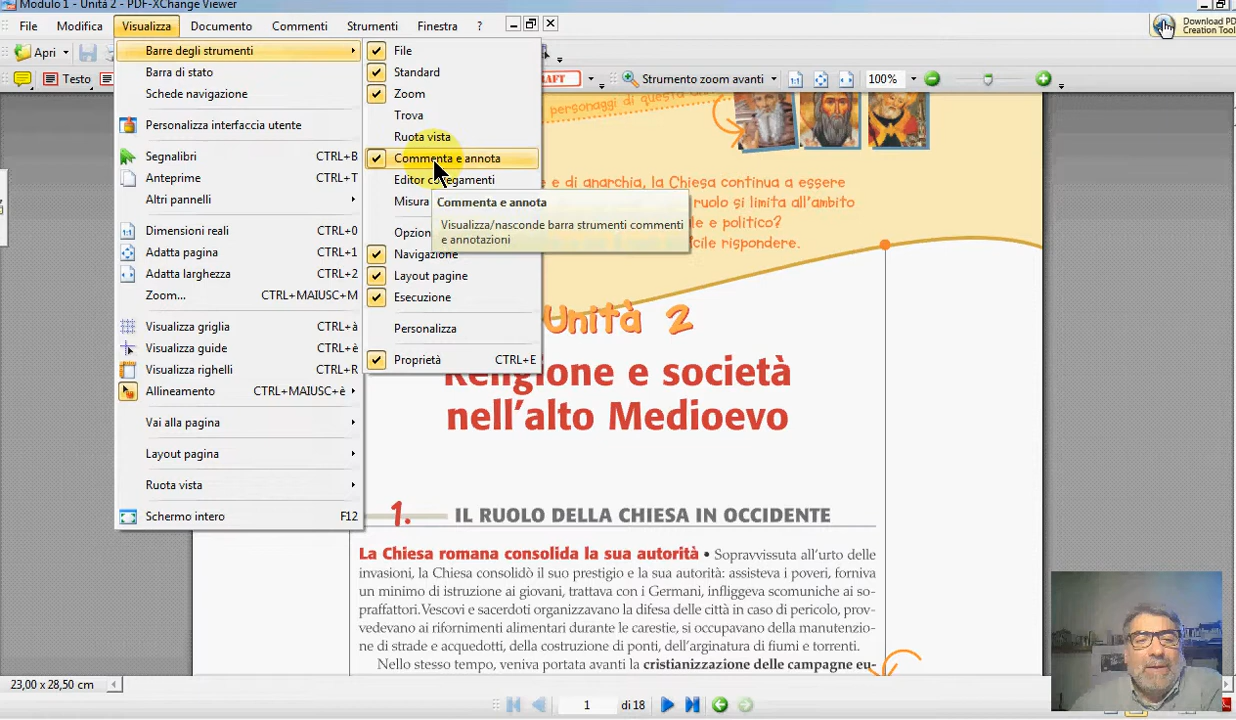 Modulo 1 - Unità 2 - PDF-XChange Viewer
File Modifica Visualizza Documento Commenti Strumenti Finestra ?
Download PD
Creation Tool
Apri
Testo
AFT
Strumento zoom avanti
100%
Barre degli strumenti
Barra di stato
Schede navigazione
Personalizza interfaccia utente
Segnalibri CTRL+B
Anteprime CTRL+T
Altri pannelli
Dimensioni reali CTRL+0
Adatta pagina CTRL+1
Adatta larghezza CTRL+2
Zoom... CTRL+MAIUSC+M
Visualizza griglia CTRL+à
Visualizza guide CTRL+è
Visualizza righelli CTRL+R
Allineamento CTRL+MAIUSC+è
Vai alla pagina
Layout pagina
Ruota vista
Schermo intero F12
File
Standard
Zoom
Trova
Ruota vista
Commenta e annota
Editor collegamenti
Misura
Opzion
Navigazione
Layout pagine
Esecuzione
Personalizza
Proprietà CTRL+E
Commenta e annota
Visualizza/nasconde barra strumenti commenti
e annotazioni
personaggi di questa
e e di anarchia, la Chiesa continua a essere
ruolo si limita all'ambito
le e politico?
icile rispondere.
Unità 2
Religione e società
nell'alto Medioevo
1. IL RUOLO DELLA CHIESA IN OCCIDENTE
La Chiesa romana consolida la sua autorità • Sopravvissuta all'urto delle
invasioni, la Chiesa consolidò il suo prestigio e la sua autorità: assisteva i poveri, forniva
un minimo di istruzione ai giovani, trattava con i Germani, infliggeva scomuniche ai so-
praffattori. Vescovi e sacerdoti organizzavano la difesa delle città in caso di pericolo, prov-
vedevano ai rifornimenti alimentari durante le carestie, si occupavano della manutenzio-
ne di strade e acquedotti, della costruzione di ponti, dell'arginatura di fiumi e torrenti.
Nello stesso tempo, veniva portata avanti la cristianizzazione delle campagne eu-
23,00 x 28,50 cm
1 di 18